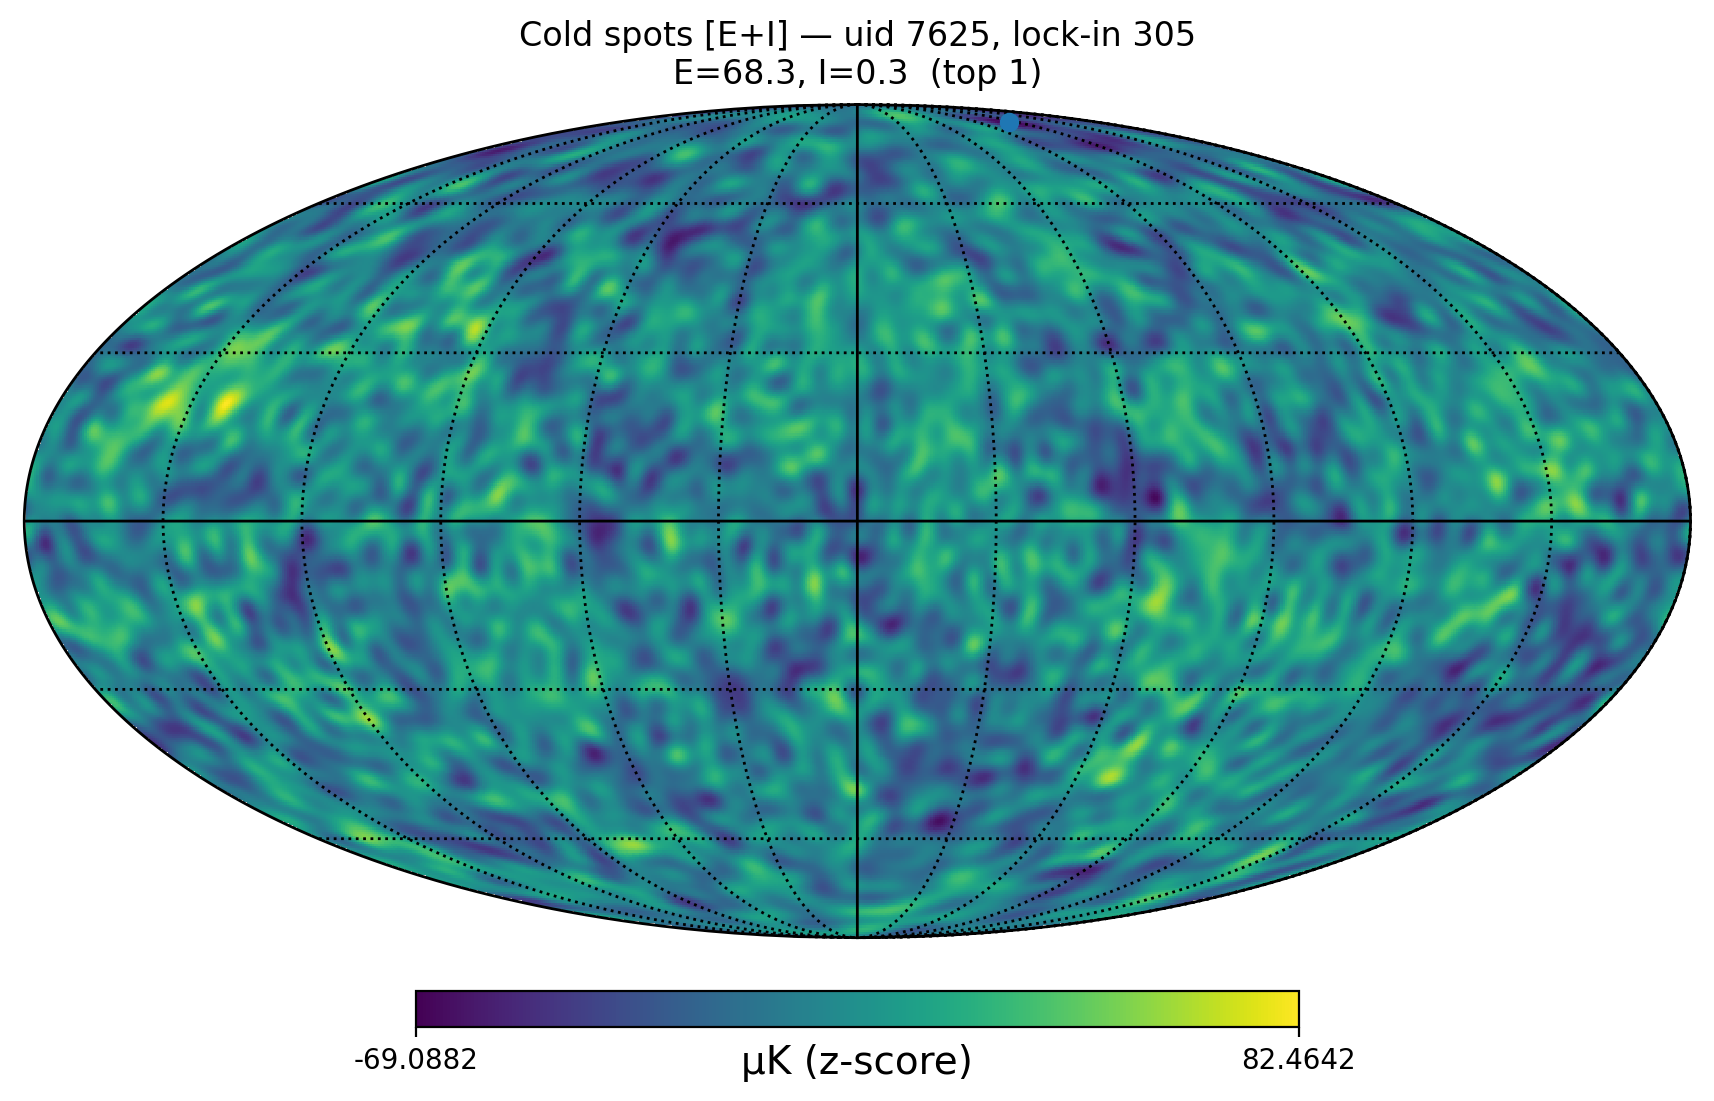 Cold spots [E+I] — uid 7625, lock-in 305
E=68.3, I=0.3  (top 1)
-69.0882
μK (z-score)
82.4642